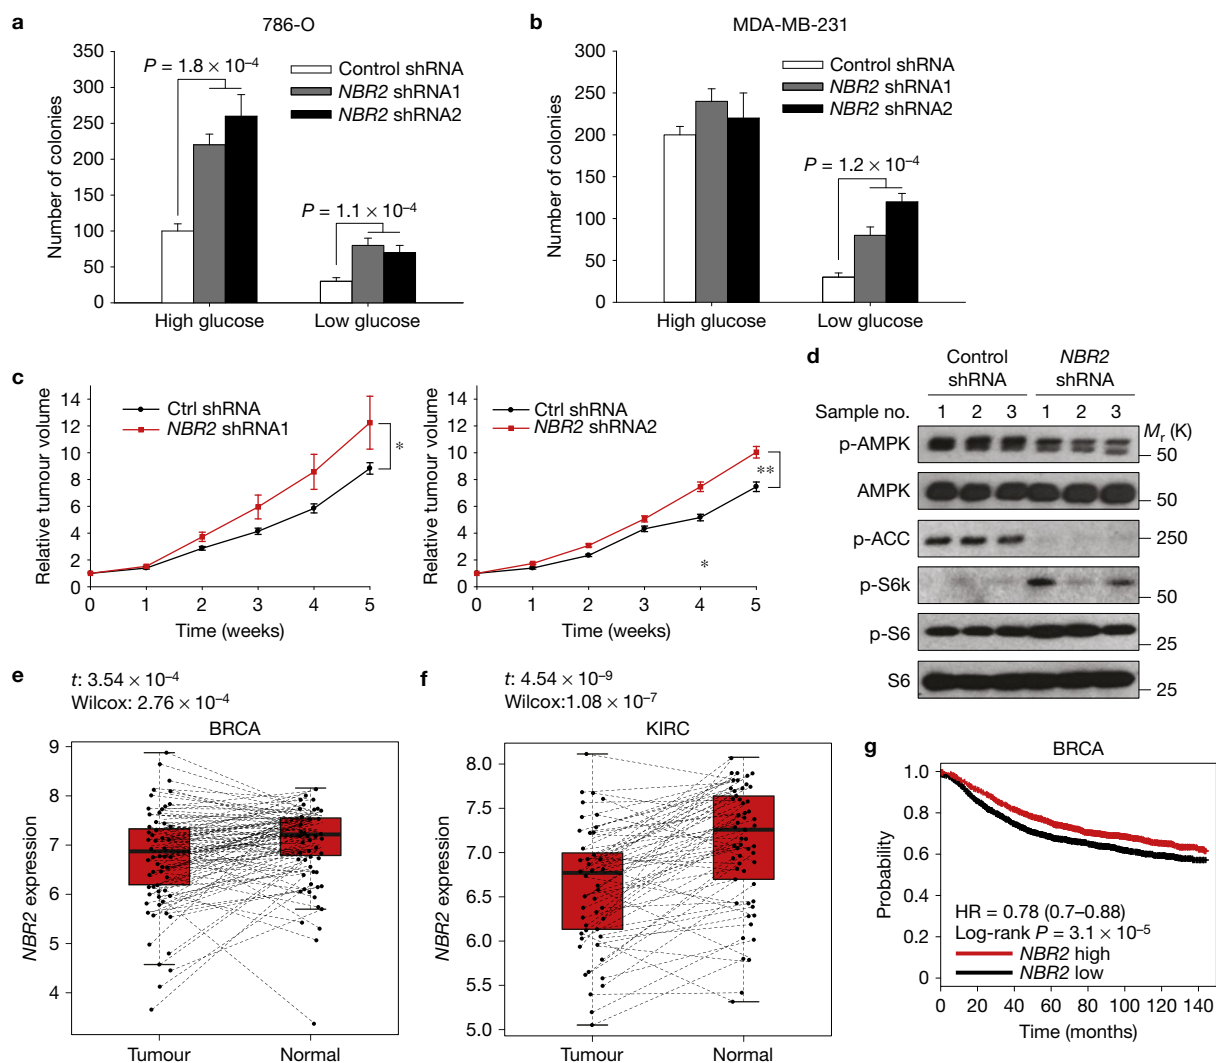 a
786-O
350
300
250
200
150
100
50
0
Number of colonies
P = 1.8 × 10⁻⁴
P = 1.1 × 10⁻⁴
Control shRNA
NBR2 shRNA1
NBR2 shRNA2
High glucose
Low glucose
b
MDA-MB-231
300
250
200
150
100
50
0
Number of colonies
Control shRNA
NBR2 shRNA1
NBR2 shRNA2
P = 1.2 × 10⁻⁴
High glucose
Low glucose
c
14
12
10
8
6
4
2
0
Relative tumour volume
Ctrl shRNA
NBR2 shRNA1
*
0 1 2 3 4 5
Time (weeks)
14
12
10
8
6
4
2
0
Relative tumour volume
Ctrl shRNA
NBR2 shRNA2
**
*
0 1 2 3 4 5
Time (weeks)
d
Control
shRNA
NBR2
shRNA
Sample no. 1 2 3 1 2 3
Mr (K)
p-AMPK 50
AMPK 50
p-ACC 250
p-S6k 50
p-S6 25
S6 25
e
t: 3.54 × 10⁻⁴
Wilcox: 2.76 × 10⁻⁴
BRCA
9
8
7
6
5
4
NBR2 expression
Tumour
Normal
f
t: 4.54 × 10⁻⁹
Wilcox:1.08 × 10⁻⁷
KIRC
8.0
7.5
7.0
6.5
6.0
5.5
5.0
NBR2 expression
Tumour
Normal
g
BRCA
1.0
0.8
0.6
0.4
0.2
0
Probability
HR = 0.78 (0.7–0.88)
Log-rank P = 3.1 × 10⁻⁵
NBR2 high
NBR2 low
0 20 40 60 80 100 120 140
Time (months)